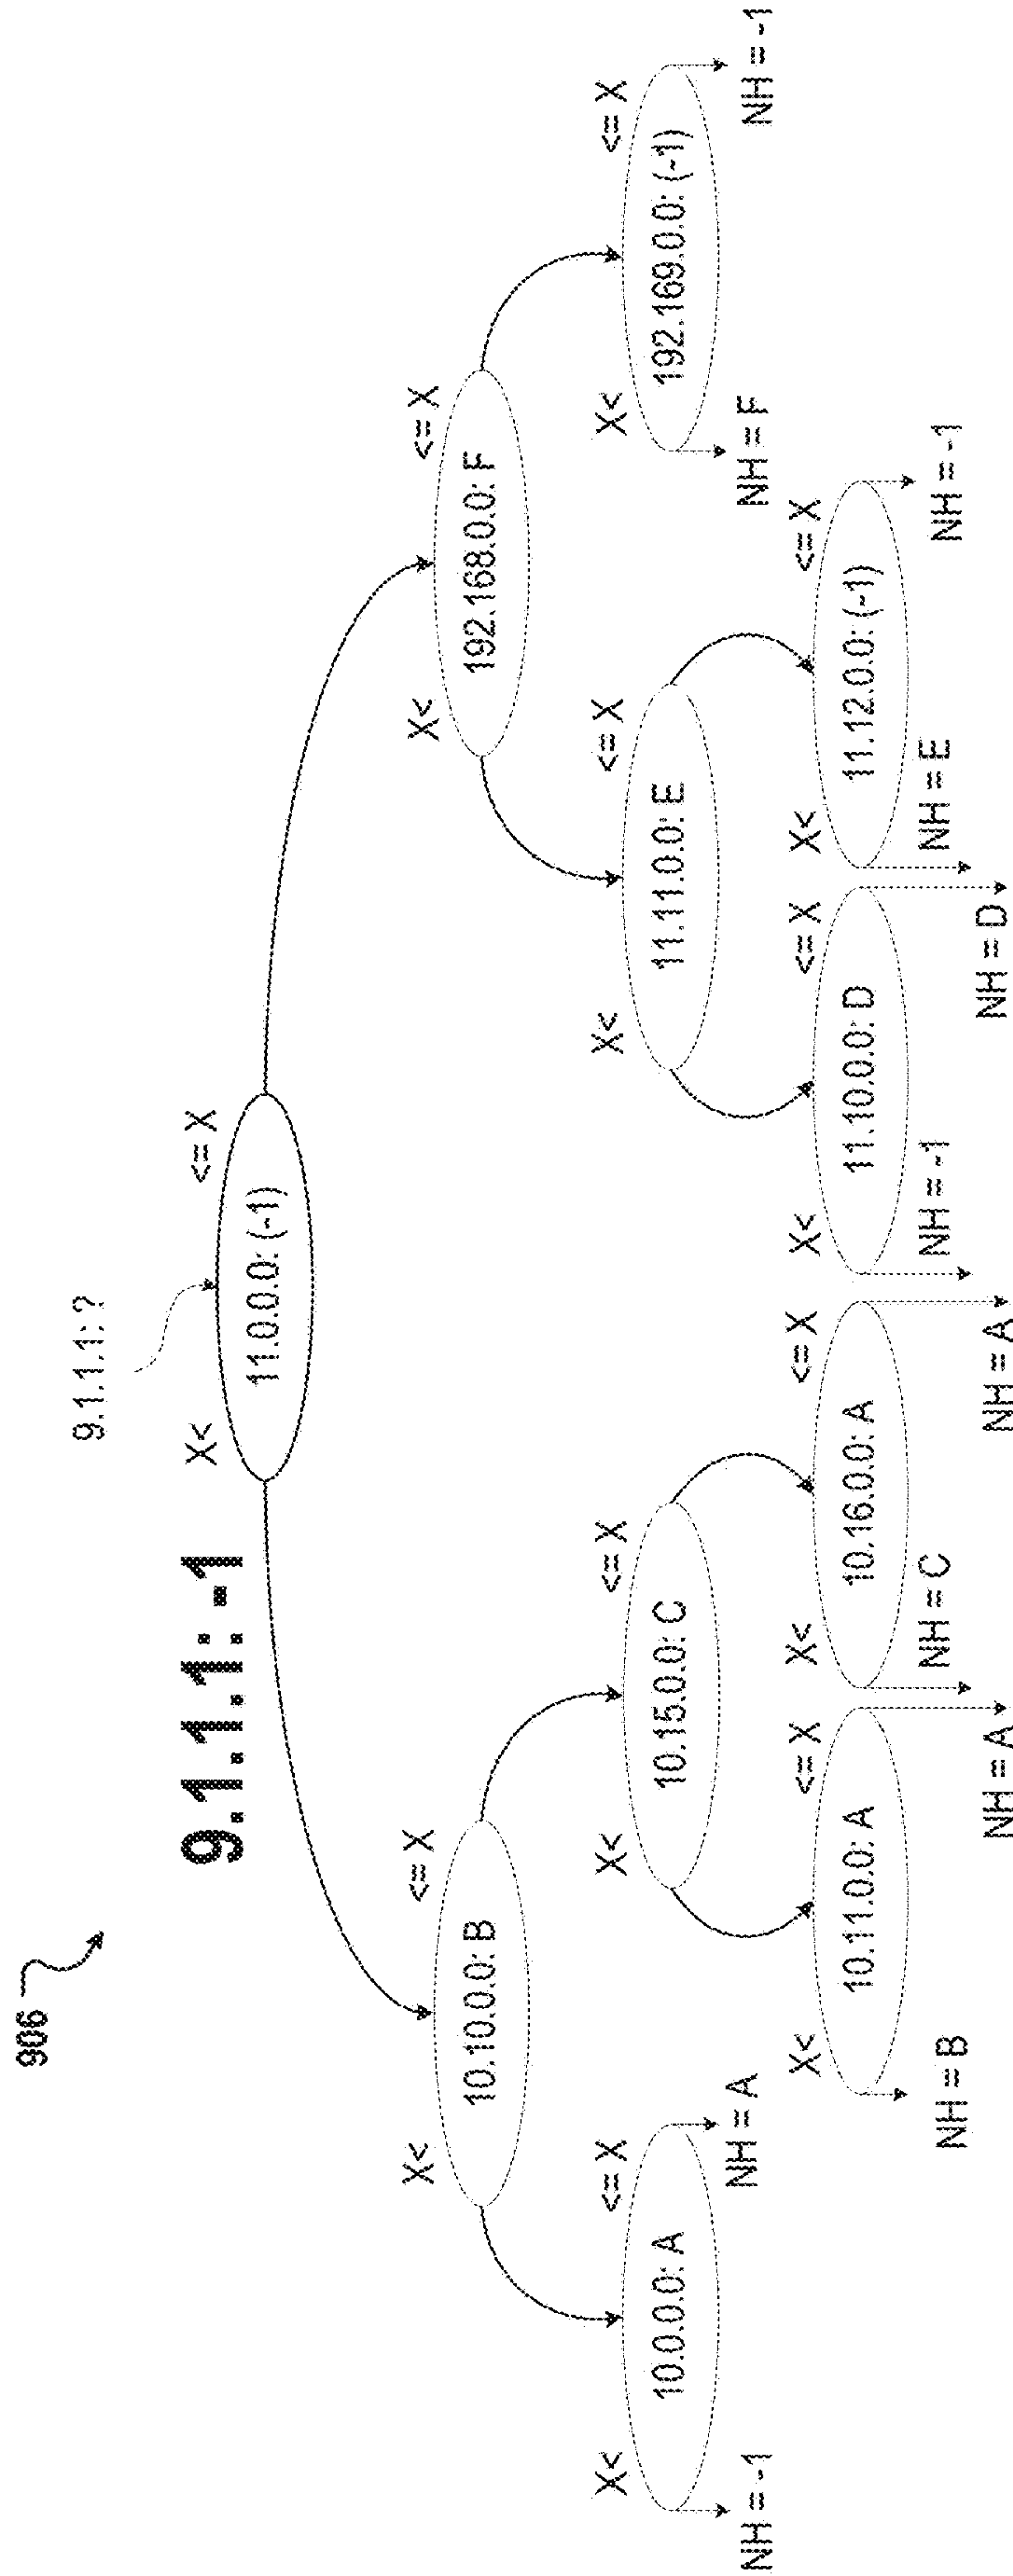 906
9.1.1.1: -1
9.1.1.1: ?
X<
<= X
11.0.0.0: (-1)
X<
<= X
10.10.0.0: B
X<
<= X
192.168.0.0: F
X<
<= X
10.0.0.0: A
NH = -1
NH = A
X<
<= X
10.15.0.0: C
X<
<= X
11.11.0.0: E
X<
<= X
192.169.0.0: (-1)
NH = F
NH = -1
X<
<= X
10.11.0.0: A
NH = B
NH = A
X<
<= X
10.16.0.0: A
NH = C
NH = A
X<
<= X
11.10.0.0: D
NH = -1
NH = D
X<
<= X
11.12.0.0: (-1)
NH = E
NH = -1